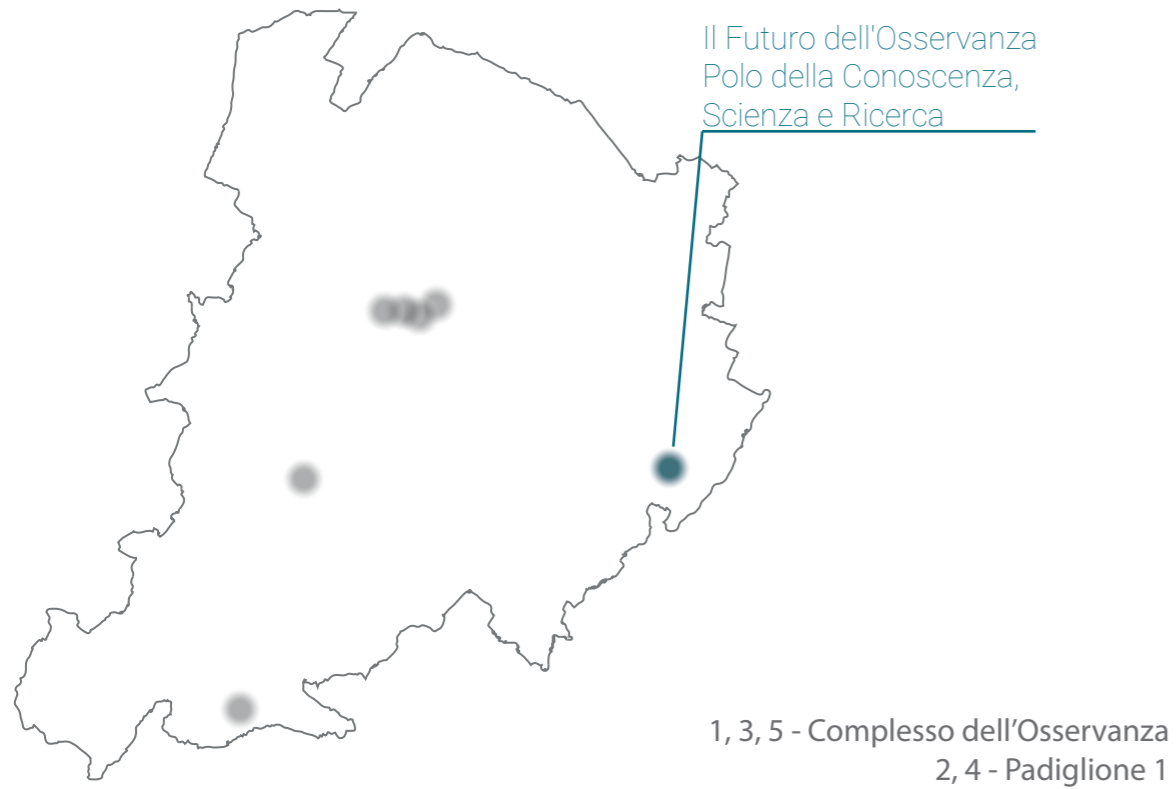 Il Futuro dell'Osservanza
Polo della Conoscenza,
Scienza e Ricerca
1, 3, 5 - Complesso dell’Osservanza
2, 4 - Padiglione 1